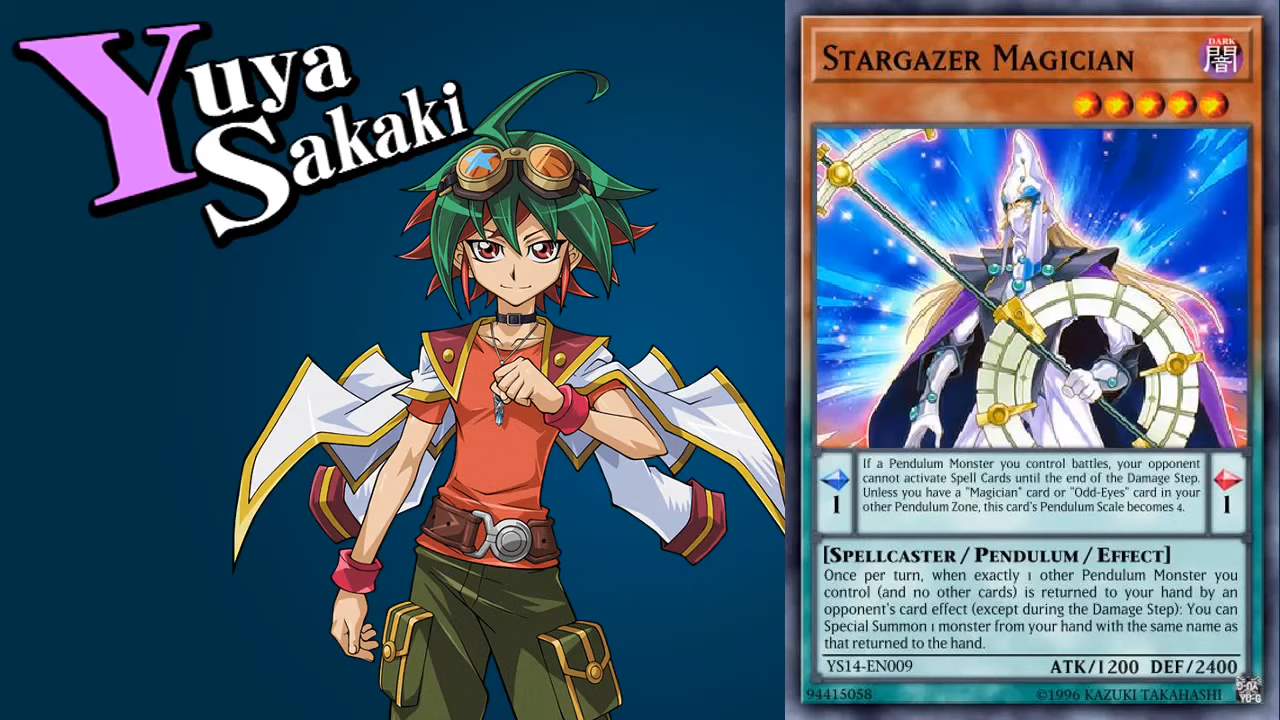 Yuya
Sakaki
STARGAZER MAGICIAN
DARK
闇
If a Pendulum Monster you control battles, your opponent
cannot activate Spell Cards until the end of the Damage Step.
Unless you have a "Magician" card or "Odd-Eyes" card in your
other Pendulum Zone, this card's Pendulum Scale becomes 4.
1
1
[SPELLCASTER / PENDULUM / EFFECT]
Once per turn, when exactly 1 other Pendulum Monster you
control (and no other cards) is returned to your hand by an
opponent's card effect (except during the Damage Step): You can
Special Summon 1 monster from your hand with the same name as
that returned to the hand.
YS14-EN009
ATK/1200 DEF/2400
94415058
©1996 KAZUKI TAKAHASHI